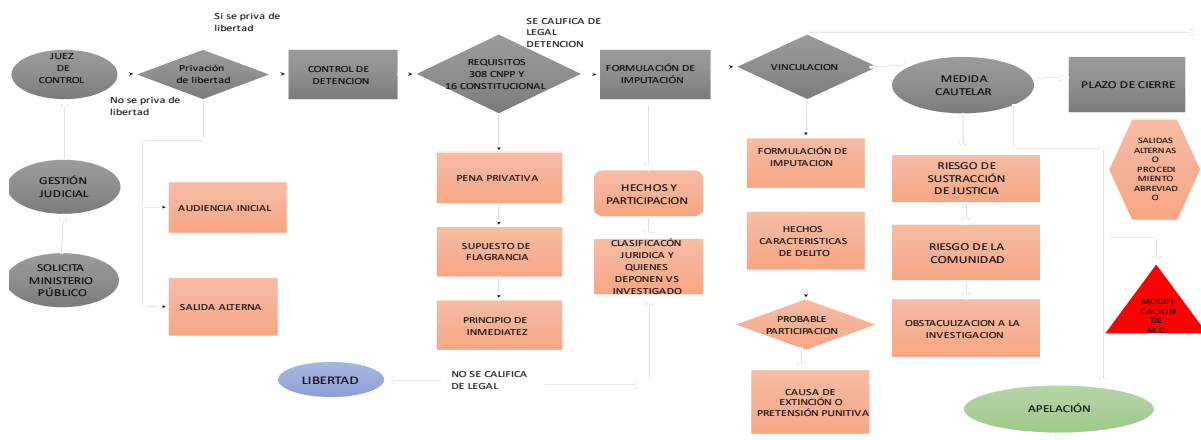 Si se priva de
libertad
JUEZ
DE
CONTROL
Privación
de libertad
No se priva de
libertad
CONTROL DE
DETENCION
REQUISITOS
308 CNPP Y
16 CONSTITUCIONAL
SE CALIFICA DE
LEGAL
DETENCION
FORMULACIÓN DE
IMPUTACIÓN
VINCULACION
MEDIDA
CAUTELAR
PLAZO DE CIERRE
GESTIÓN
JUDICIAL
SOLICITA
MINISTERIO
PÚBLICO
AUDIENCIA INICIAL
SALIDA ALTERNA
PENA PRIVATIVA
SUPUESTO DE
FLAGRANCIA
PRINCIPIO DE
INMEDIATEZ
HECHOS Y
PARTICIPACION
CLASIFICACÓN
JURIDICA Y
QUIENES
DEPONEN VS
INVESTIGADO
LIBERTAD
NO SE CALIFICA
DE LEGAL
FORMULACIÓN DE
IMPUTACION
HECHOS
CARACTERISTICAS
DE DELITO
PROBABLE
PARTICIPACION
CAUSA DE
EXTINCIÓN O
PRETENSIÓN PUNITIVA
RIESGO DE
SUSTRACCIÓN
DE JUSTICIA
RIESGO DE LA
COMUNIDAD
OBSTACULIZACION A LA
INVESTIGACION
SALIDAS
ALTERNAS
O
PROCEDI
MIENTO
ABREVIAD
O
MODIFI
CACION
DE
M.C.
APELACIÓN